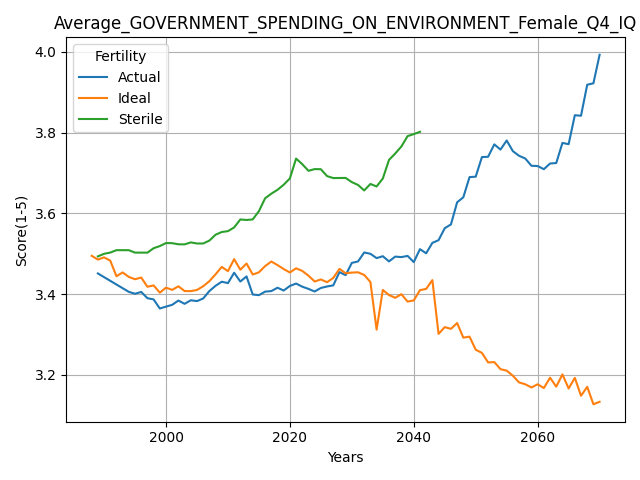 Average_GOVERNMENT_SPENDING_ON_ENVIRONMENT_Female_Q4_IQ
Fertility
Actual
Ideal
Sterile
4.0
3.8
3.6
3.4
3.2
Score(1-5)
2000
2020
2040
2060
Years